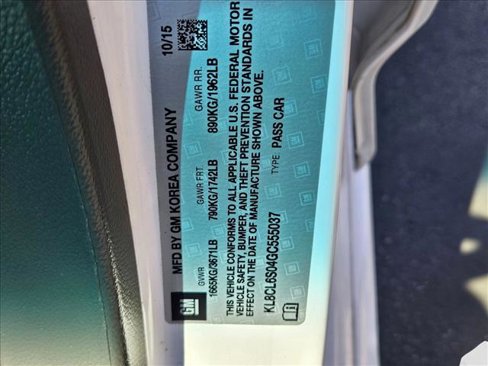 MFD BY GM KOREA COMPANY 10/15
GVWR GAWR FRT GAWR RR.
1665KG/3671LB 790KG/1742LB 890KG/1962LB
THIS VEHICLE CONFORMS TO ALL APPLICABLE U.S. FEDERAL MOTOR
VEHICLE SAFETY, BUMPER, AND THEFT PREVENTION STANDARDS IN
EFFECT ON THE DATE OF MANUFACTURE SHOWN ABOVE.
KL8CL6S04GC555037 TYPE PASS CAR
GM